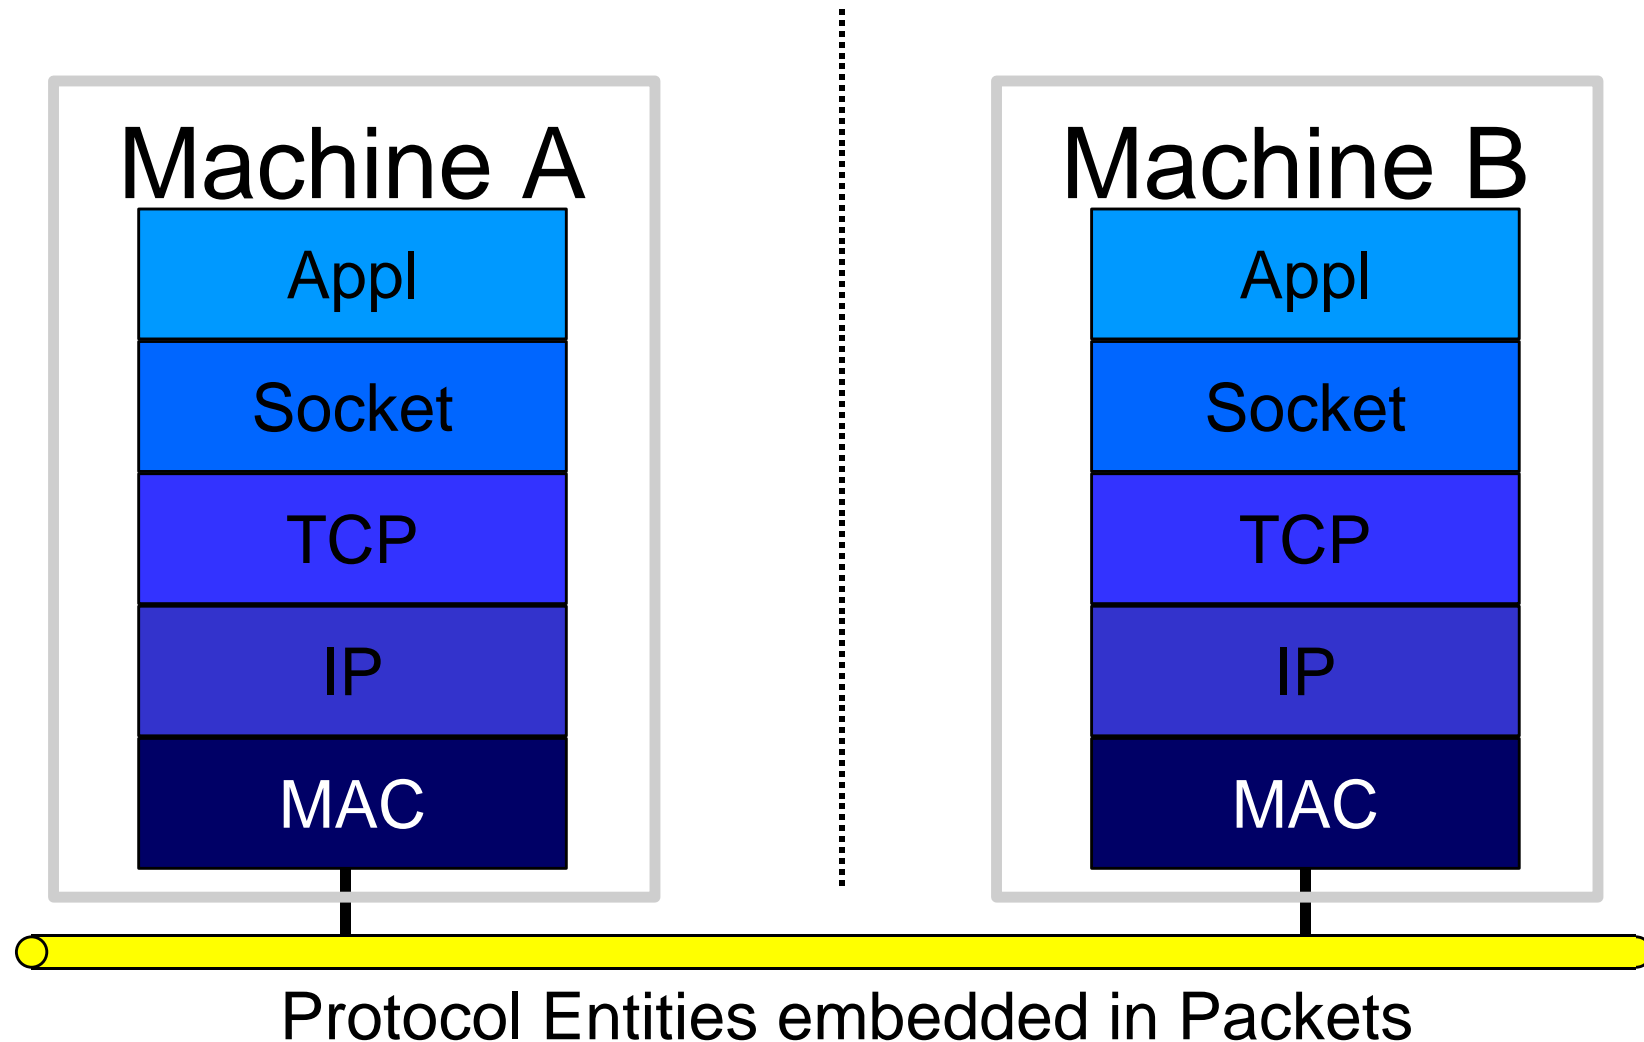 Machine A
Appl
Socket
TCP
IP
MAC
Machine B
Appl
Socket
TCP
IP
MAC
Protocol Entities embedded in Packets